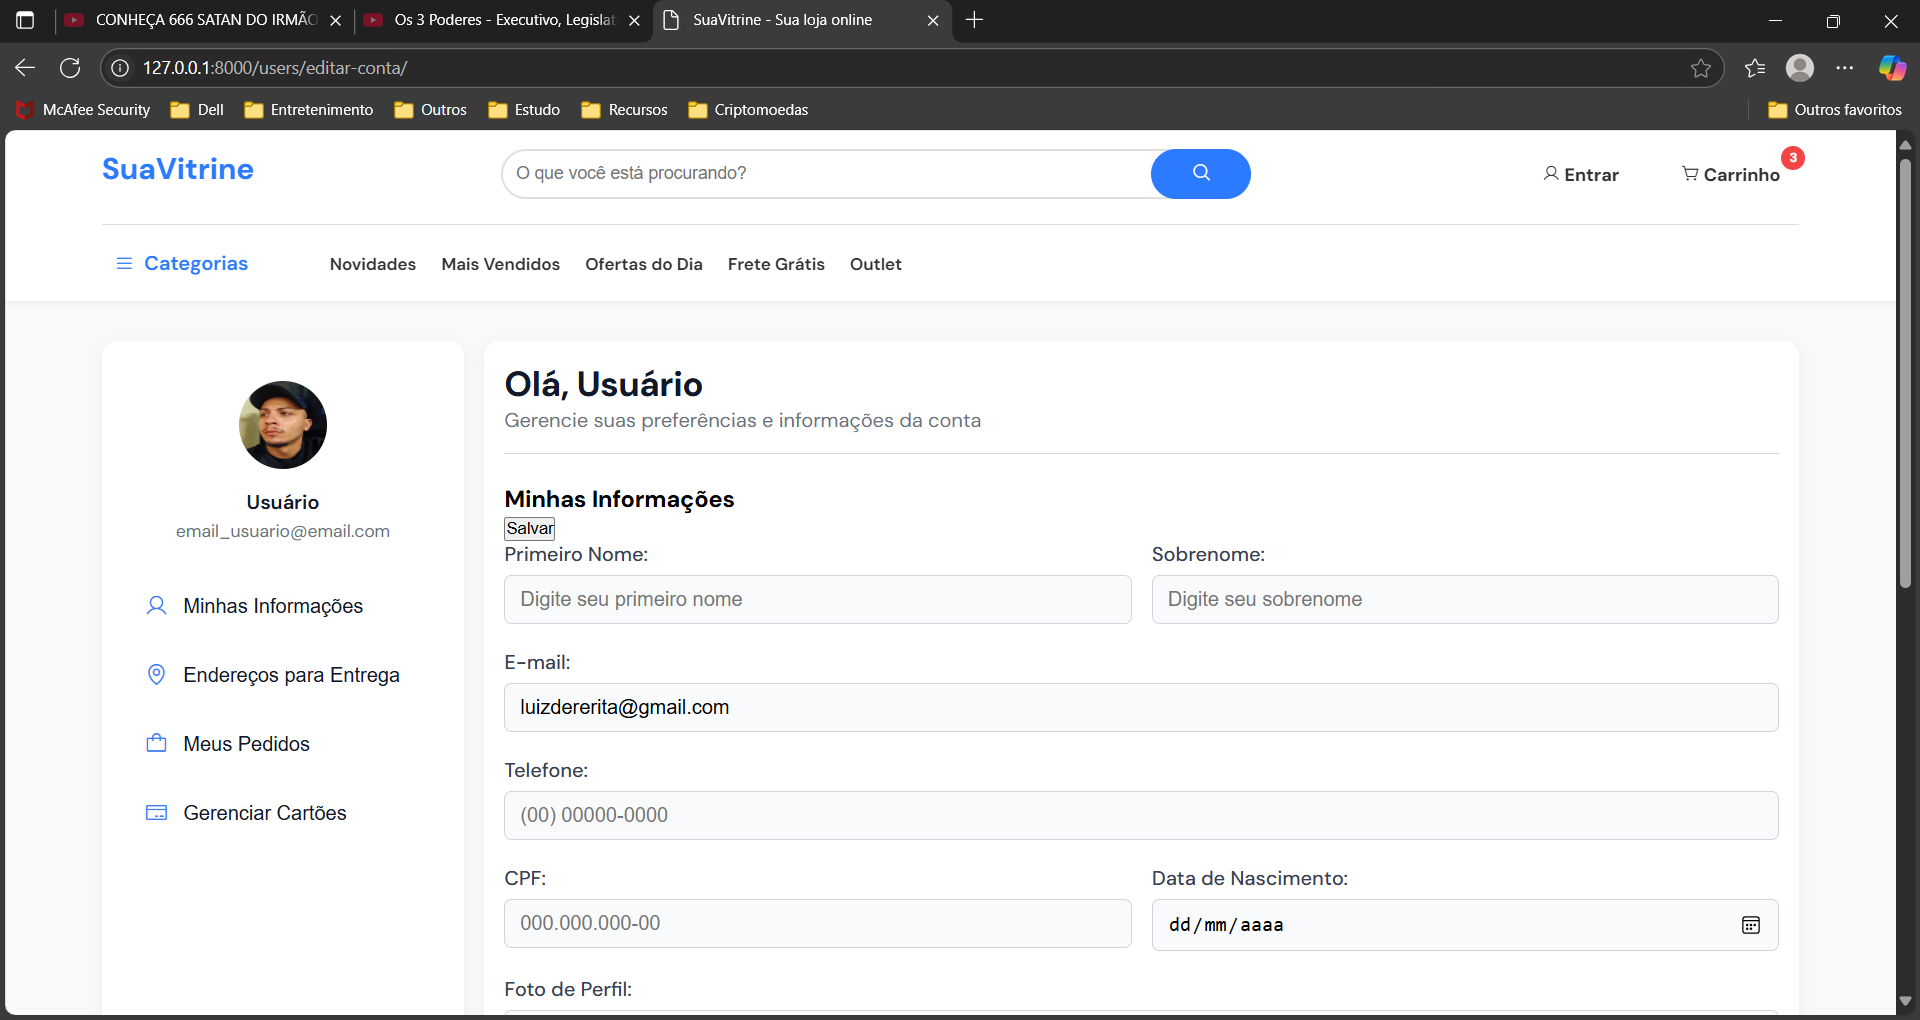 CONHEÇA 666 SATAN DO IRMÃO
Os 3 Poderes - Executivo, Legislat
SuaVitrine - Sua loja online
127.0.0.1:8000/users/editar-conta/
McAfee Security
Dell
Entretenimento
Outros
Estudo
Recursos
Criptomoedas
Outros favoritos
SuaVitrine
O que você está procurando?
Entrar
Carrinho
3
Categorias
Novidades
Mais Vendidos
Ofertas do Dia
Frete Grátis
Outlet
Usuário
email_usuario@email.com
Minhas Informações
Endereços para Entrega
Meus Pedidos
Gerenciar Cartões
Olá, Usuário
Gerencie suas preferências e informações da conta
Minhas Informações
Salvar
Primeiro Nome:
Digite seu primeiro nome
Sobrenome:
Digite seu sobrenome
E-mail:
luizdererita@gmail.com
Telefone:
(00) 00000-0000
CPF:
000.000.000-00
Data de Nascimento:
dd/mm/aaaa
Foto de Perfil: